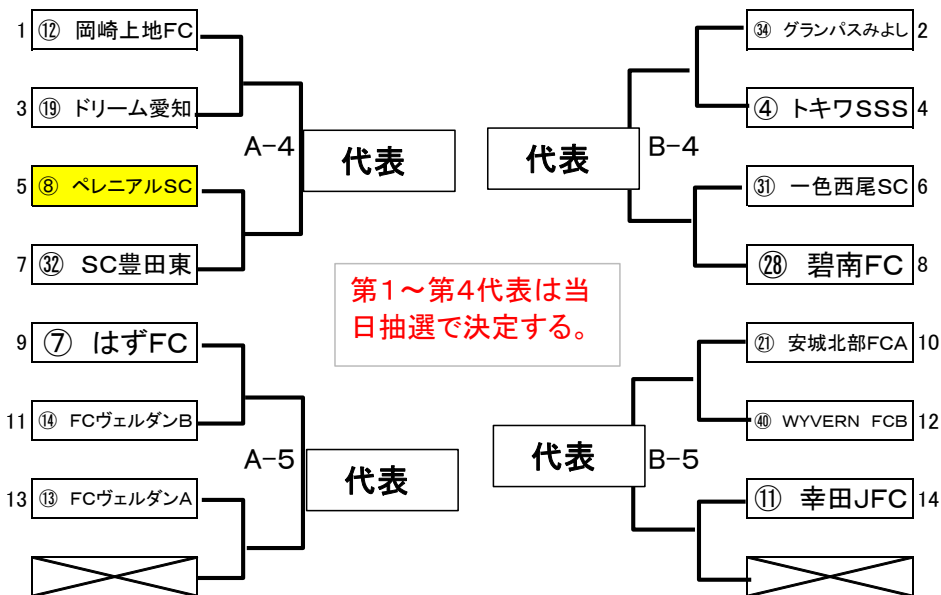 1 ⑫ 岡崎上地FC
3 ⑲ ドリーム愛知
A-4
代表
5 ⑧ ペレニアルSC
7 ㉜ SC豊田東
9 ⑦ はずFC
11 ⑭ FCヴェルダンB
A-5
代表
13 ⑬ FCヴェルダンA
第1～第4代表は当
日抽選で決定する。
㉞ グランパスみよし 2
④ トキワSSS 4
代表
B-4
㉛ 一色西尾SC 6
㉘ 碧南FC 8
㉑ 安城北部FCA 10
㊵ WYVERN FCB 12
代表
B-5
⑪ 幸田JFC 14